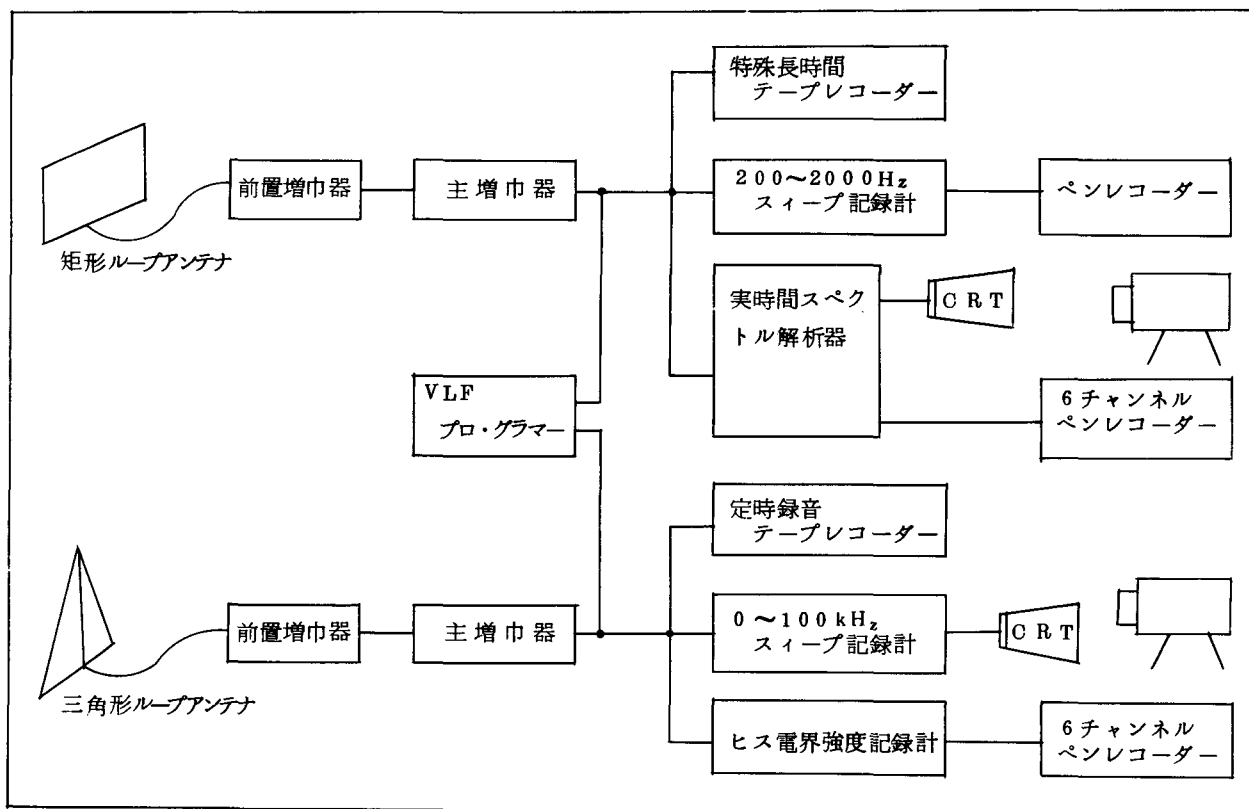 特殊長時間
テープレコーダー
前置増巾器
主増巾器
200～2000Hz
スィープ記録計
ペンレコーダー
矩形ループアンテナ
実時間スペク
トル解析器
CRT
VLF
プロ・グラマー
6チャンネル
ペンレコーダー
定時録音
テープレコーダー
前置増巾器
主増巾器
0～100kHz
スィープ記録計
CRT
三角形ループアンテナ
ヒス電界強度記録計
6チャンネル
ペンレコーダー